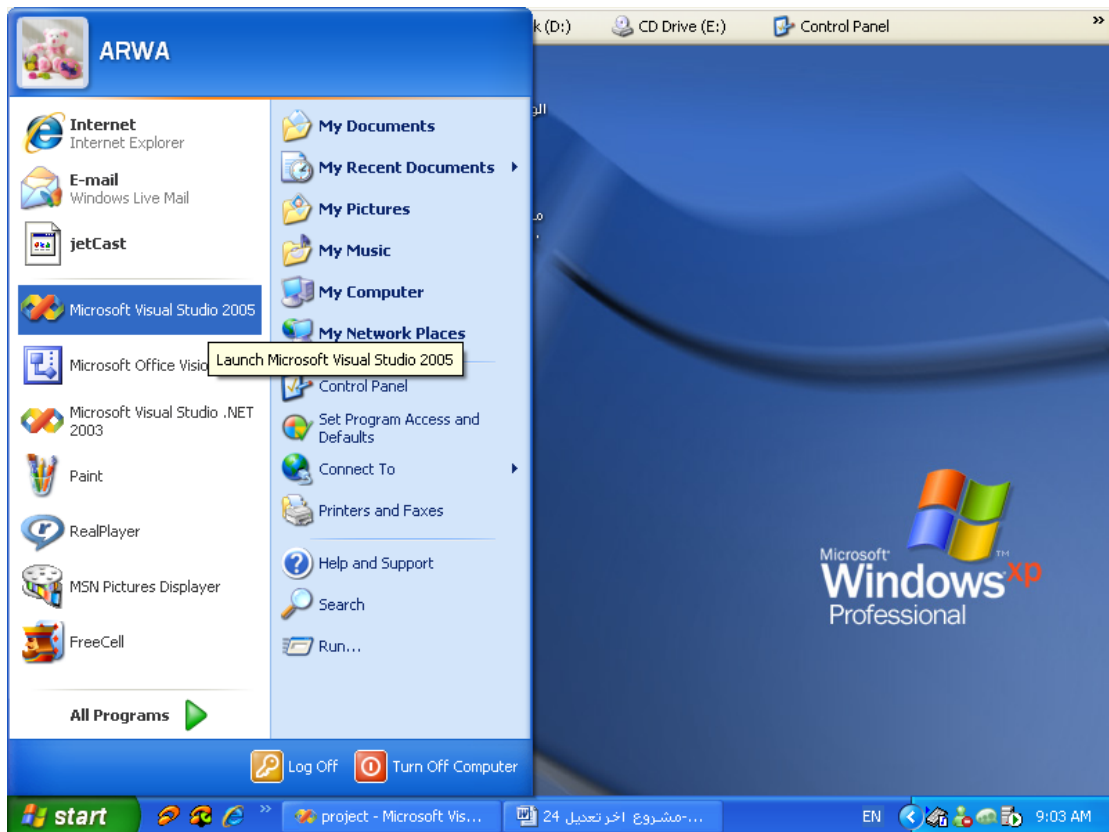 ARWA
k (D:)
CD Drive (E:)
Control Panel
»
Internet
Internet Explorer
E-mail
Windows Live Mail
jetCast
Microsoft Visual Studio 2005
Microsoft Office Visio
Microsoft Visual Studio .NET
2003
Paint
RealPlayer
MSN Pictures Displayer
FreeCell
All Programs
My Documents
My Recent Documents
My Pictures
My Music
My Computer
My Network Places
Launch Microsoft Visual Studio 2005
Control Panel
Set Program Access and
Defaults
Connect To
Printers and Faxes
Help and Support
Search
Run...
Log Off
Turn Off Computer
الو
Microsoft
Windows xp
TM
Professional
start
»
project - Microsoft Vis...
مشروع اخر تعديل 24-...
EN
9:03 AM